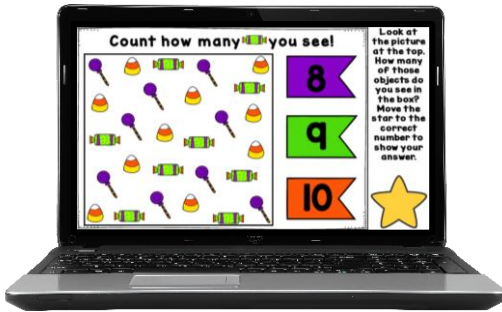 Count how many you see!
8
9
10
Look at
the picture
at the top.
How many
of those
objects do
you see in
the box?
Move the
star to the
correct
number to
show your
answer.